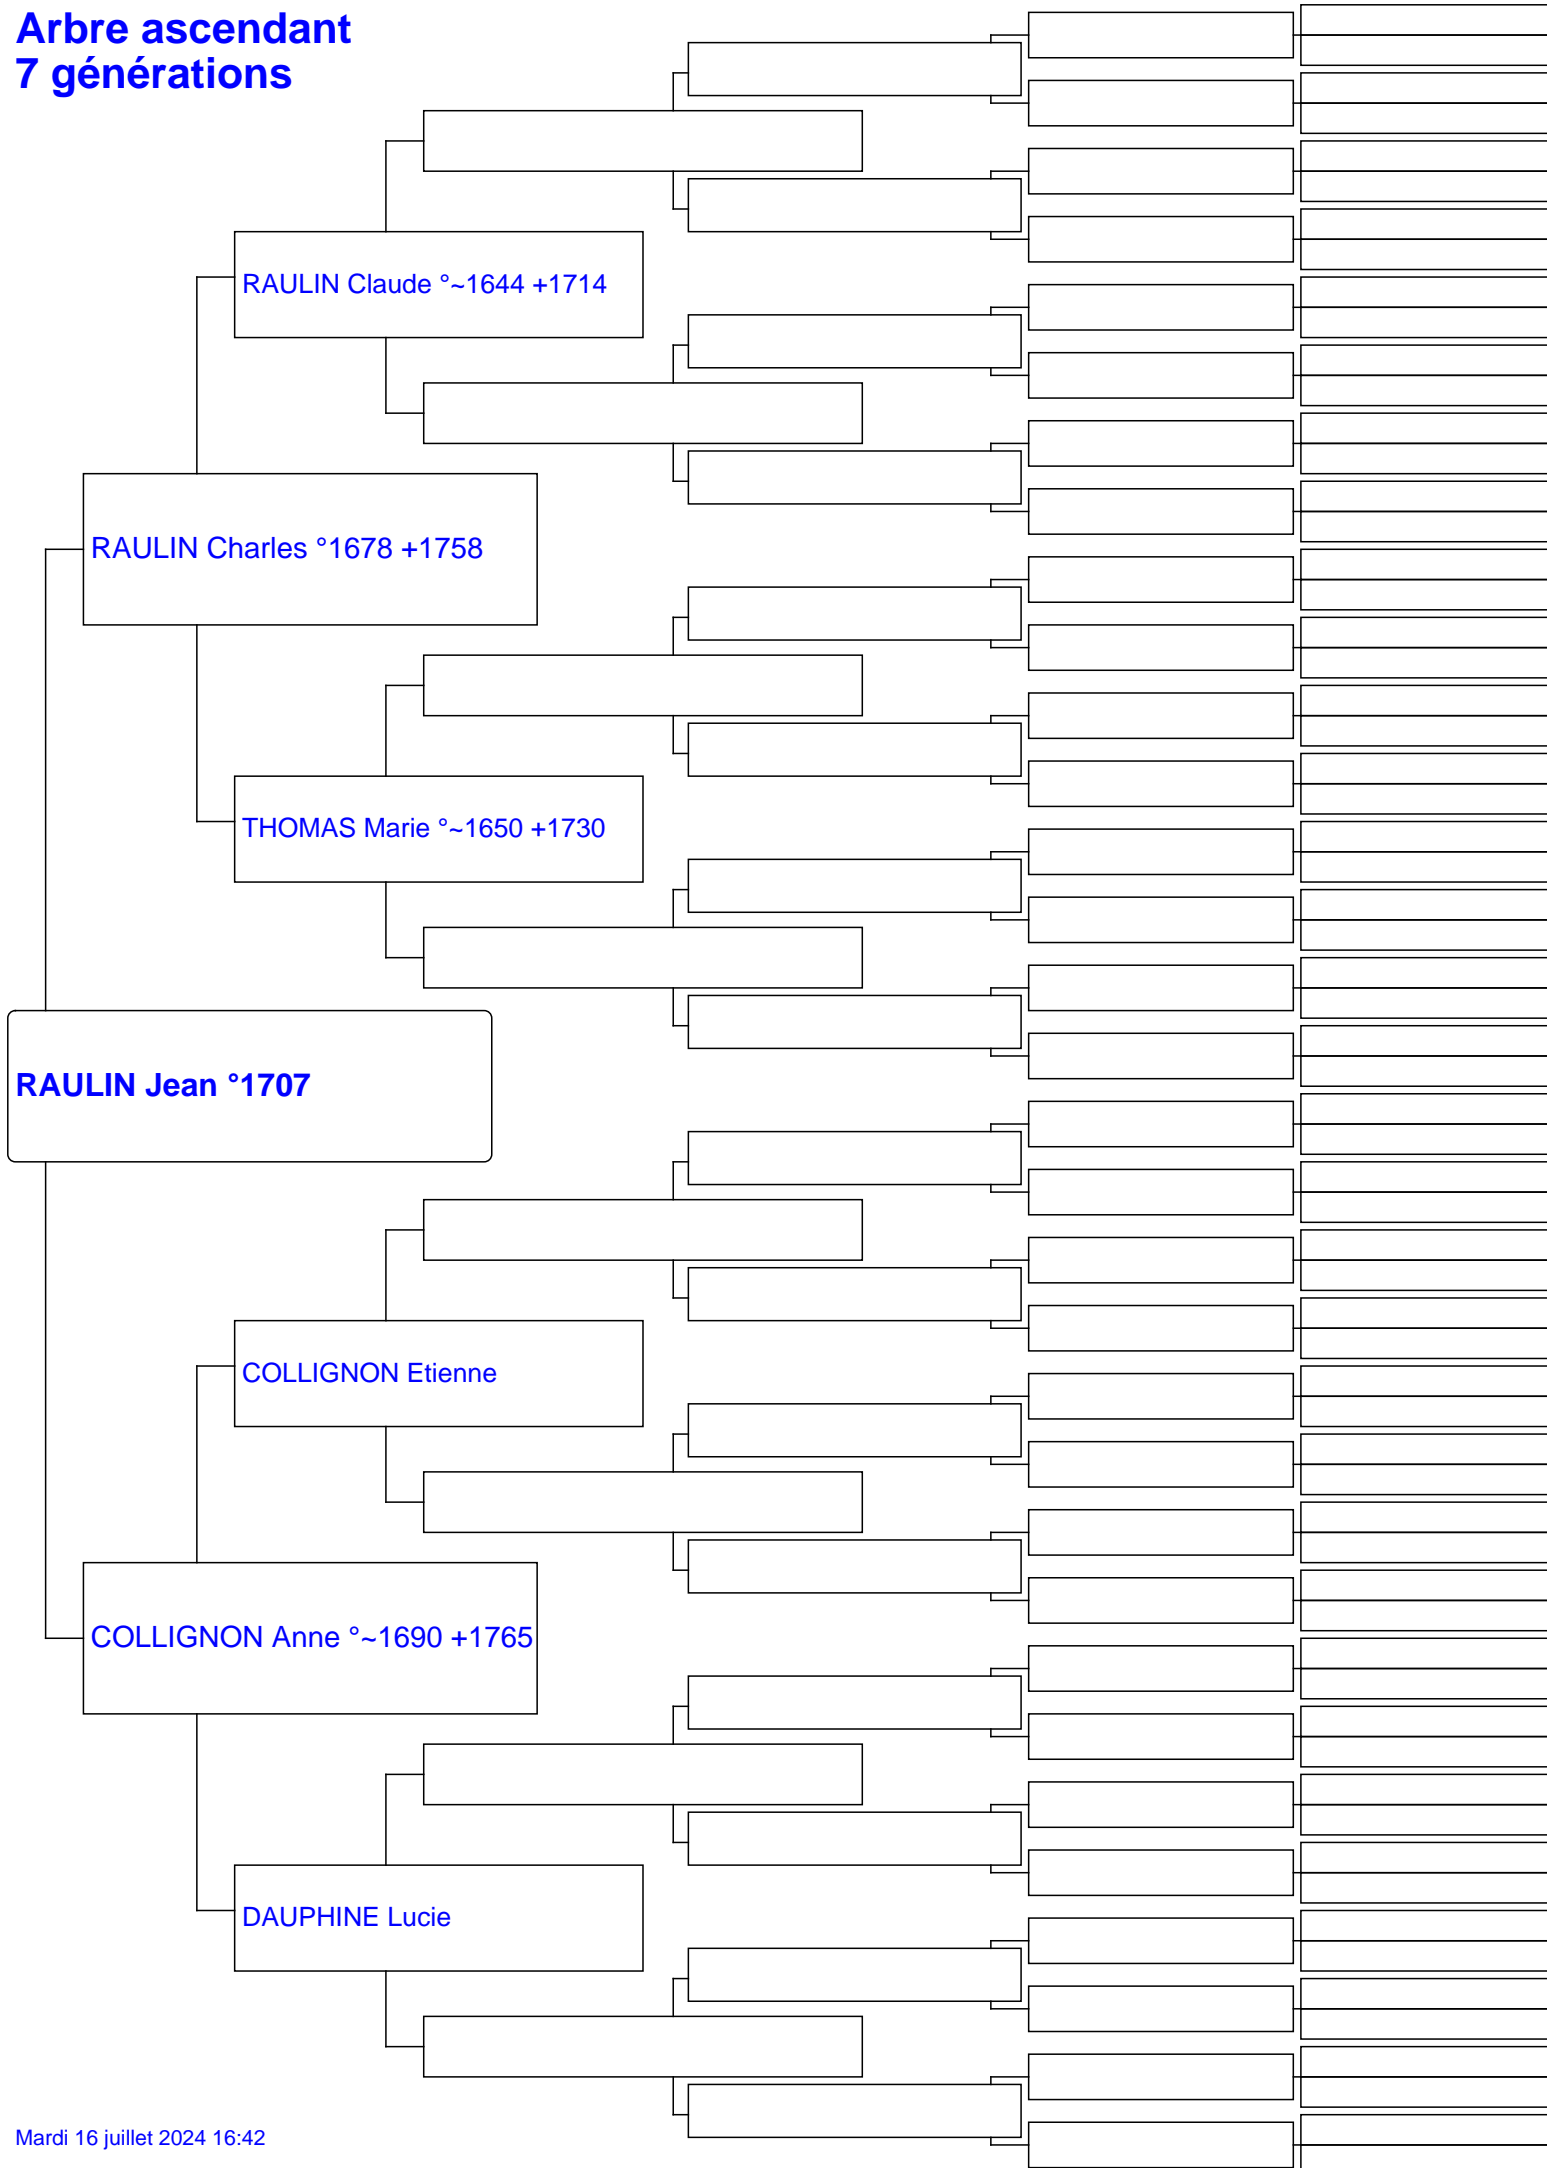 Arbre ascendant
7 générations
RAULIN Claude °~1644 +1714
RAULIN Charles °1678 +1758
THOMAS Marie °~1650 +1730
RAULIN Jean °1707
COLLIGNON Etienne
COLLIGNON Anne °~1690 +1765
DAUPHINE Lucie
Mardi 16 juillet 2024 16:42